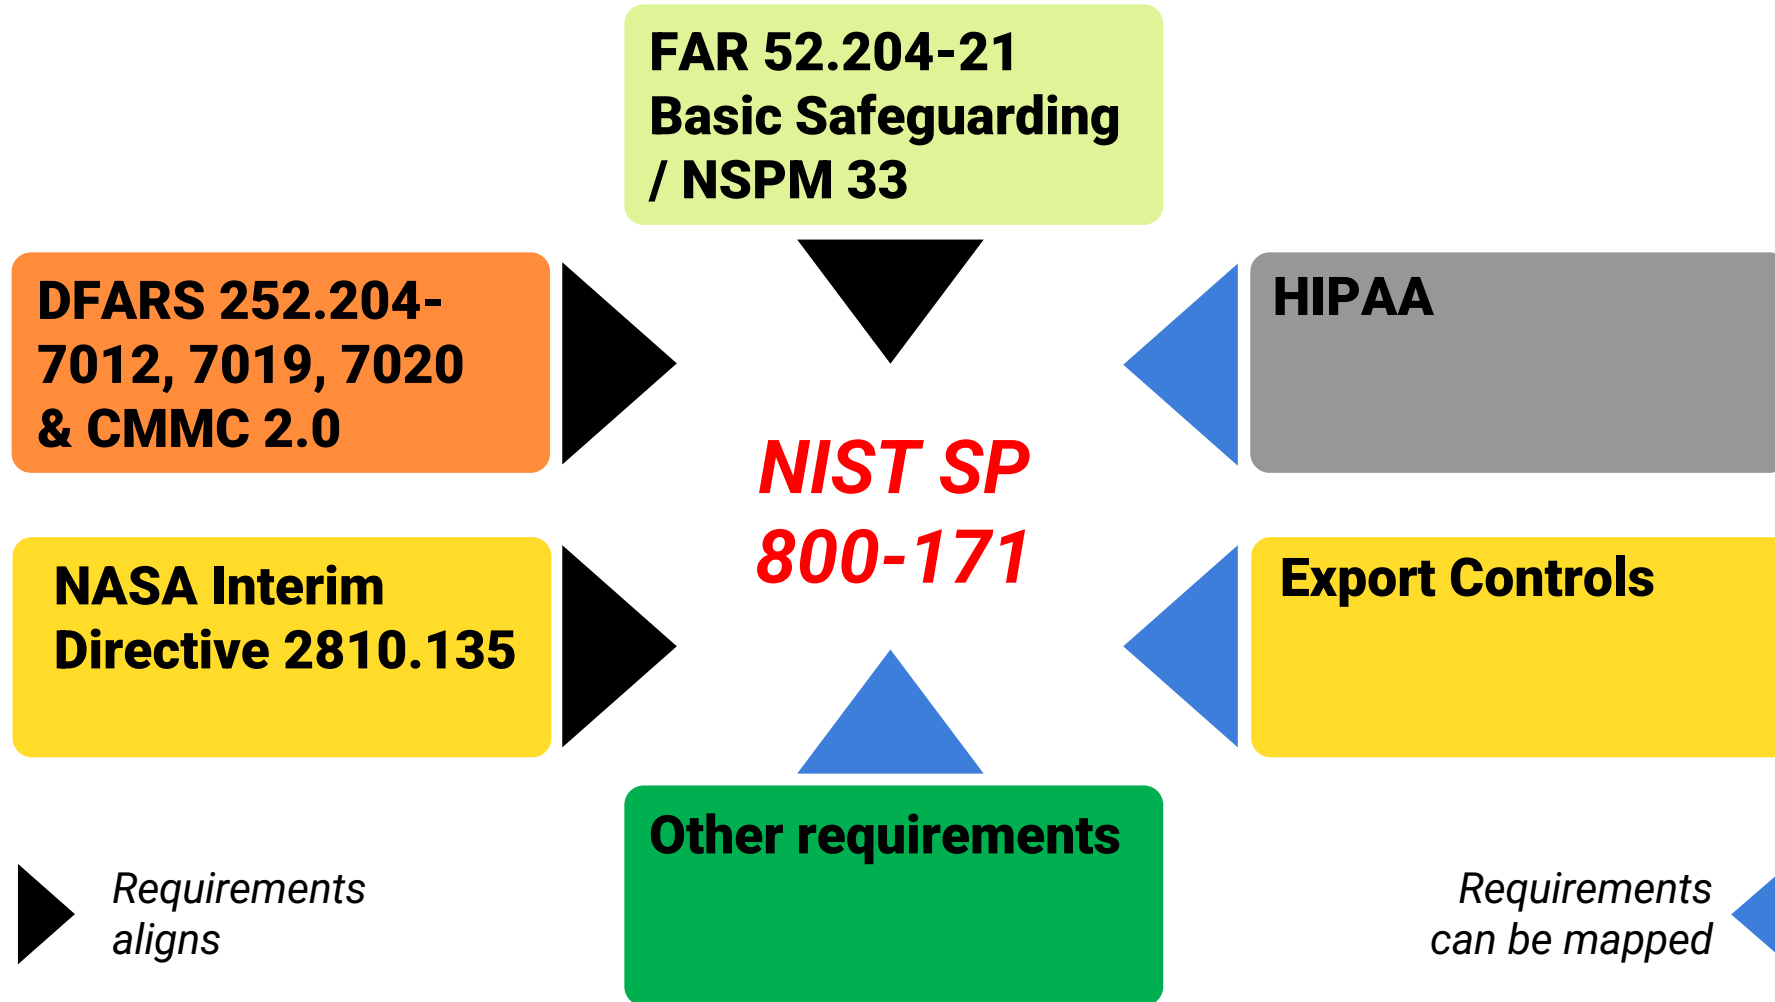 FAR 52.204-21
Basic Safeguarding
/ NSPM 33
DFARS 252.204-
7012, 7019, 7020
& CMMC 2.0
HIPAA
NIST SP
800-171
NASA Interim
Directive 2810.135
Export Controls
Other requirements
Requirements
aligns
Requirements
can be mapped